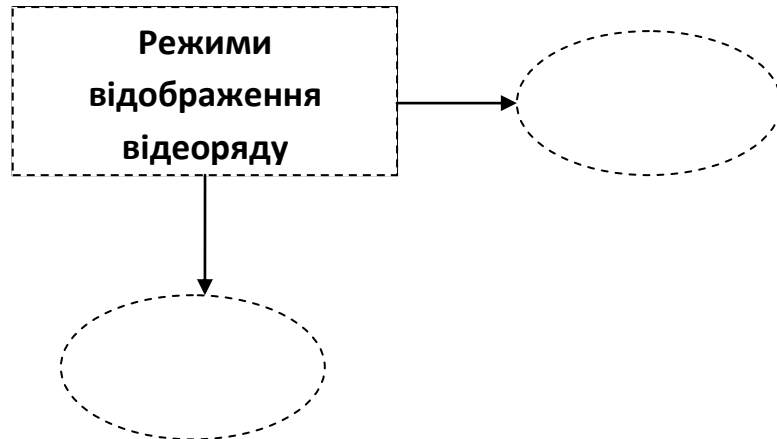 Режими
відображення
відеоряду